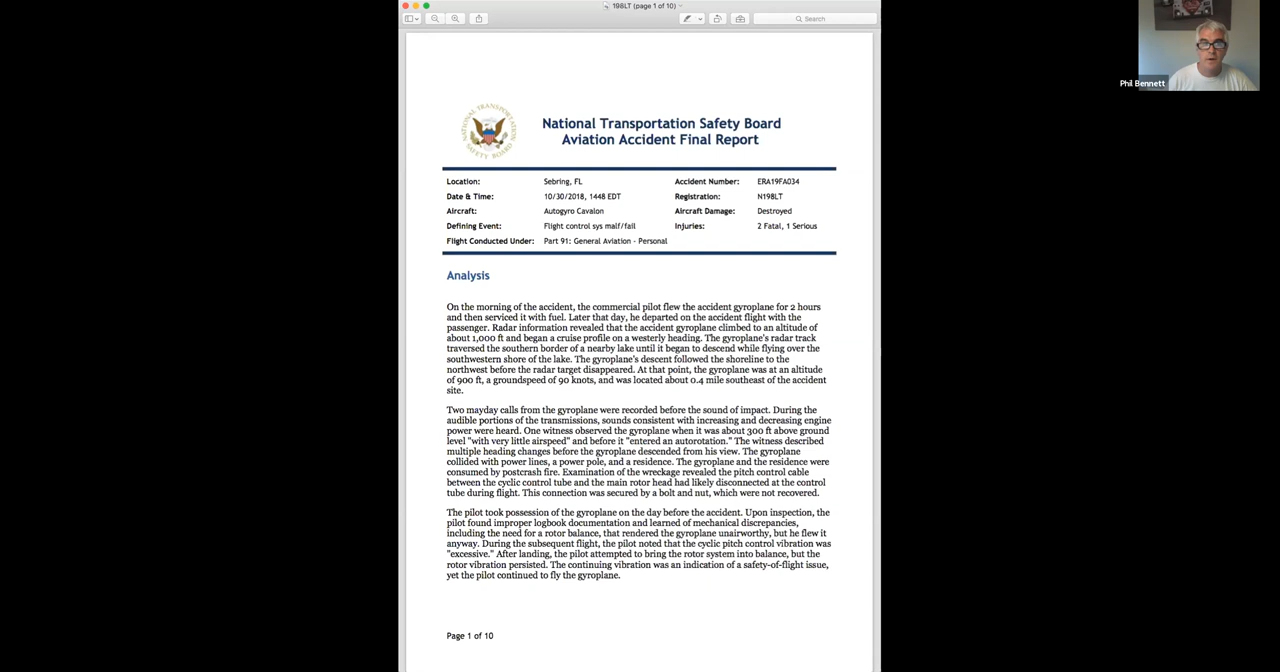 198LT (page 1 of 10)
Search
Phil Bennett
NATIONAL TRANSPORTATION SAFETY BOARD
National Transportation Safety Board
Aviation Accident Final Report
Location: Sebring, FL Accident Number: ERA19FA034
Date & Time: 10/30/2018, 1448 EDT Registration: N198LT
Aircraft: Autogyro Cavalon Aircraft Damage: Destroyed
Defining Event: Flight control sys malf/fail Injuries: 2 Fatal, 1 Serious
Flight Conducted Under: Part 91: General Aviation - Personal
Analysis
On the morning of the accident, the commercial pilot flew the accident gyroplane for 2 hours
and then serviced it with fuel. Later that day, he departed on the accident flight with the
passenger. Radar information revealed that the accident gyroplane climbed to an altitude of
about 1,000 ft and began a cruise profile on a westerly heading. The gyroplane's radar track
traversed the southern border of a nearby lake until it began to descend while flying over the
southwestern shore of the lake. The gyroplane's descent followed the shoreline to the
northwest before the radar target disappeared. At that point, the gyroplane was at an altitude
of 900 ft, a groundspeed of 90 knots, and was located about 0.4 mile southeast of the accident
site.
Two mayday calls from the gyroplane were recorded before the sound of impact. During the
audible portions of the transmissions, sounds consistent with increasing and decreasing engine
power were heard. One witness observed the gyroplane when it was about 300 ft above ground
level "with very little airspeed" and before it "entered an autorotation." The witness described
multiple heading changes before the gyroplane descended from his view. The gyroplane
collided with power lines, a power pole, and a residence. The gyroplane and the residence were
consumed by postcrash fire. Examination of the wreckage revealed the pitch control cable
between the cyclic control tube and the main rotor head had likely disconnected at the control
tube during flight. This connection was secured by a bolt and nut, which were not recovered.
The pilot took possession of the gyroplane on the day before the accident. Upon inspection, the
pilot found improper logbook documentation and learned of mechanical discrepancies,
including the need for a rotor balance, that rendered the gyroplane unairworthy, but he flew it
anyway. During the subsequent flight, the pilot noted that the cyclic pitch control vibration was
"excessive." After landing, the pilot attempted to bring the rotor system into balance, but the
rotor vibration persisted. The continuing vibration was an indication of a safety-of-flight issue,
yet the pilot continued to fly the gyroplane.
Page 1 of 10